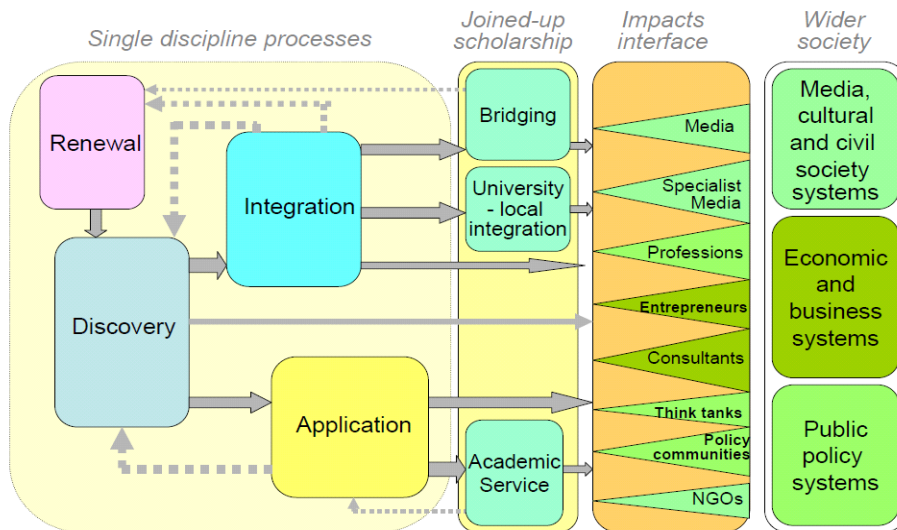 Single discipline processes
Joined-up
scholarship
Impacts
interface
Wider
society
Renewal
Integration
Discovery
Application
Bridging
University
- local
integration
Academic
Service
Media
Specialist
Media
Professions
Entrepreneurs
Consultants
Think tanks
Policy
communities
NGOs
Media,
cultural
and civil
society
systems
Economic
and
business
systems
Public
policy
systems